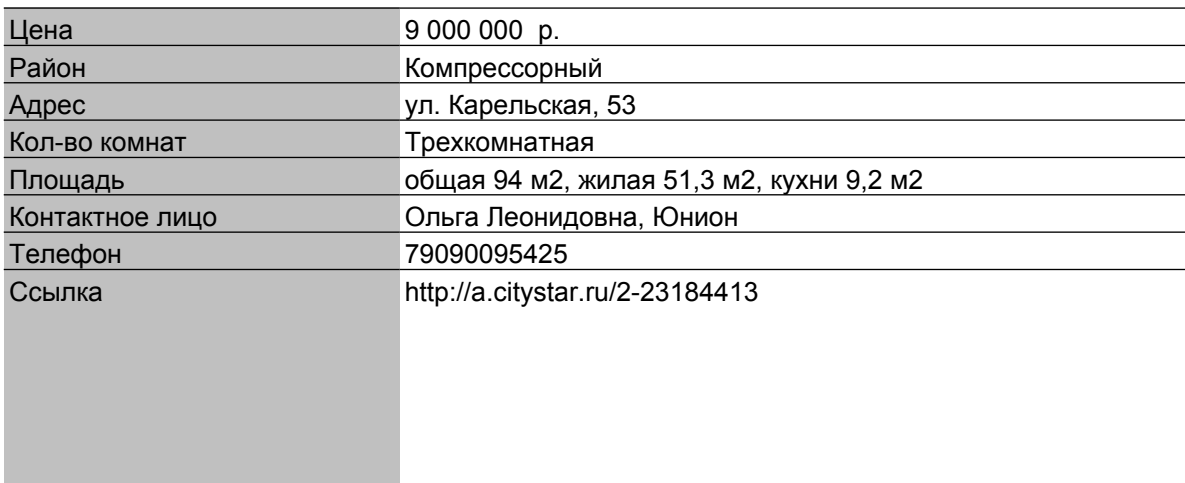 Цена 9 000 000 р.
Район Компрессорный
Адрес ул. Карельская, 53
Кол-во комнат Трехкомнатная
Площадь общая 94 м2, жилая 51,3 м2, кухни 9,2 м2
Контактное лицо Ольга Леонидовна, Юнион
Телефон 79090095425
Ссылка http://a.citystar.ru/2-23184413